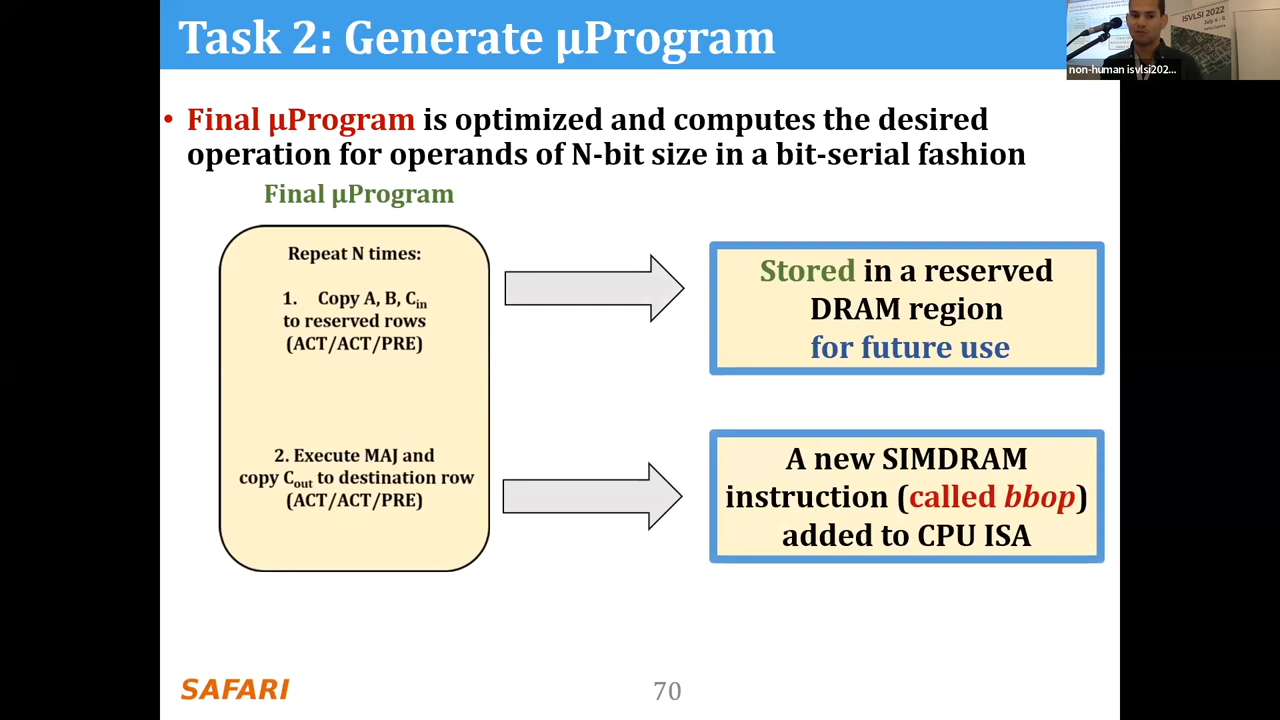 Task 2: Generate µProgram
ISVLSI 2022
July 4 - 6
non-human isvlsi202...
• Final µProgram is optimized and computes the desired
operation for operands of N-bit size in a bit-serial fashion
Final µProgram
Repeat N times:
1. Copy A, B, Cin
to reserved rows
(ACT/ACT/PRE)
2. Execute MAJ and
copy Cout to destination row
(ACT/ACT/PRE)
Stored in a reserved
DRAM region
for future use
A new SIMDRAM
instruction (called bbop)
added to CPU ISA
SAFARI
70